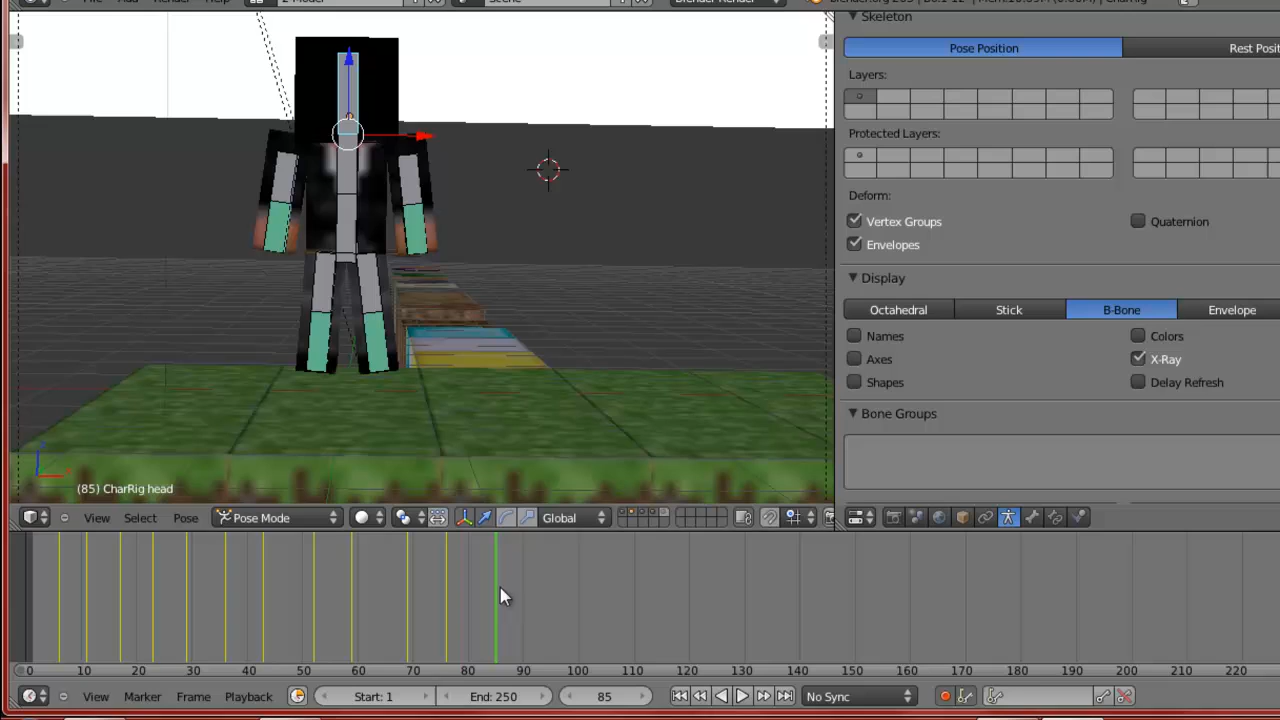 Skeleton
Pose Position
Layers:
Protected Layers:
Deform:
Vertex Groups Quaternion
Envelopes
Display
Octahedral Stick B-Bone Envelope
Names Colors
Axes X-Ray
Shapes Delay Refresh
Bone Groups
(85) CharRig head
View Select Pose Pose Mode Global
0 10 20 30 40 50 60 70 80 90 100 110 120 130 140 150 160 170 180 190 200 210 220
View Marker Frame Playback Start: 1 End: 250 85 No Sync